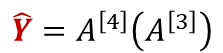 Ŷ = A^{[4]}(A^{[3]})